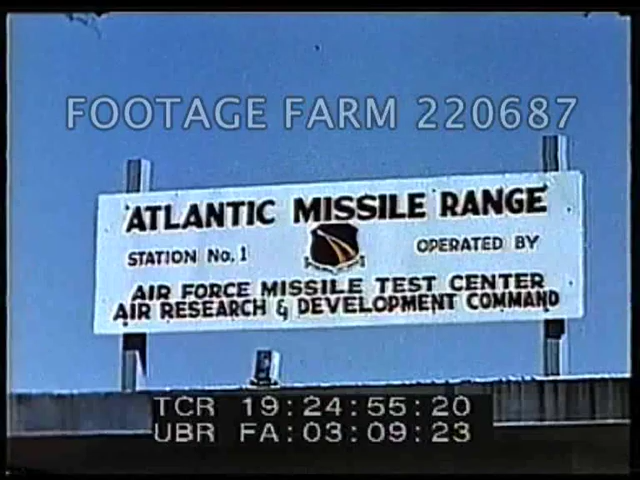 FOOTAGE FARM 220687
ATLANTIC MISSILE RANGE
STATION No. 1 OPERATED BY
AIR FORCE MISSILE TEST CENTER
AIR RESEARCH & DEVELOPMENT COMMAND
TCR 19:24:55:20
UBR FA:03:09:23